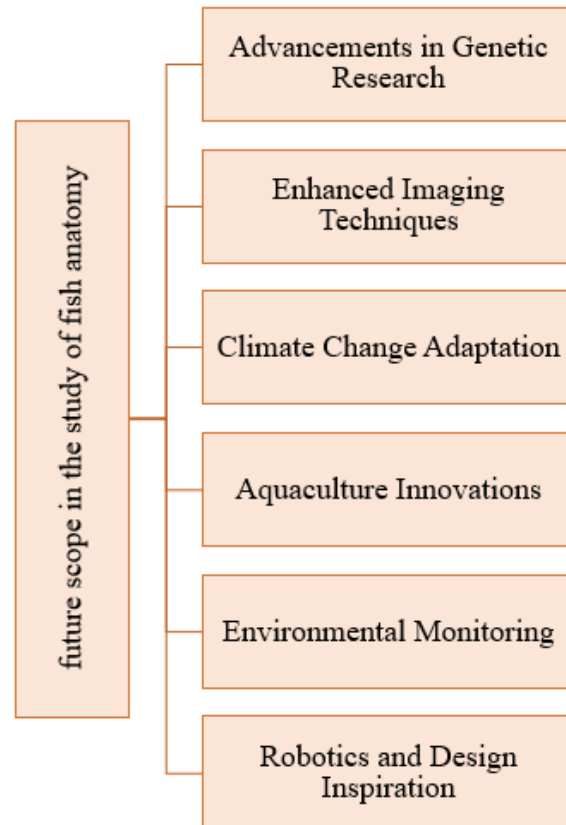 future scope in the study of fish anatomy
Advancements in Genetic
Research
Enhanced Imaging
Techniques
Climate Change Adaptation
Aquaculture Innovations
Environmental Monitoring
Robotics and Design
Inspiration